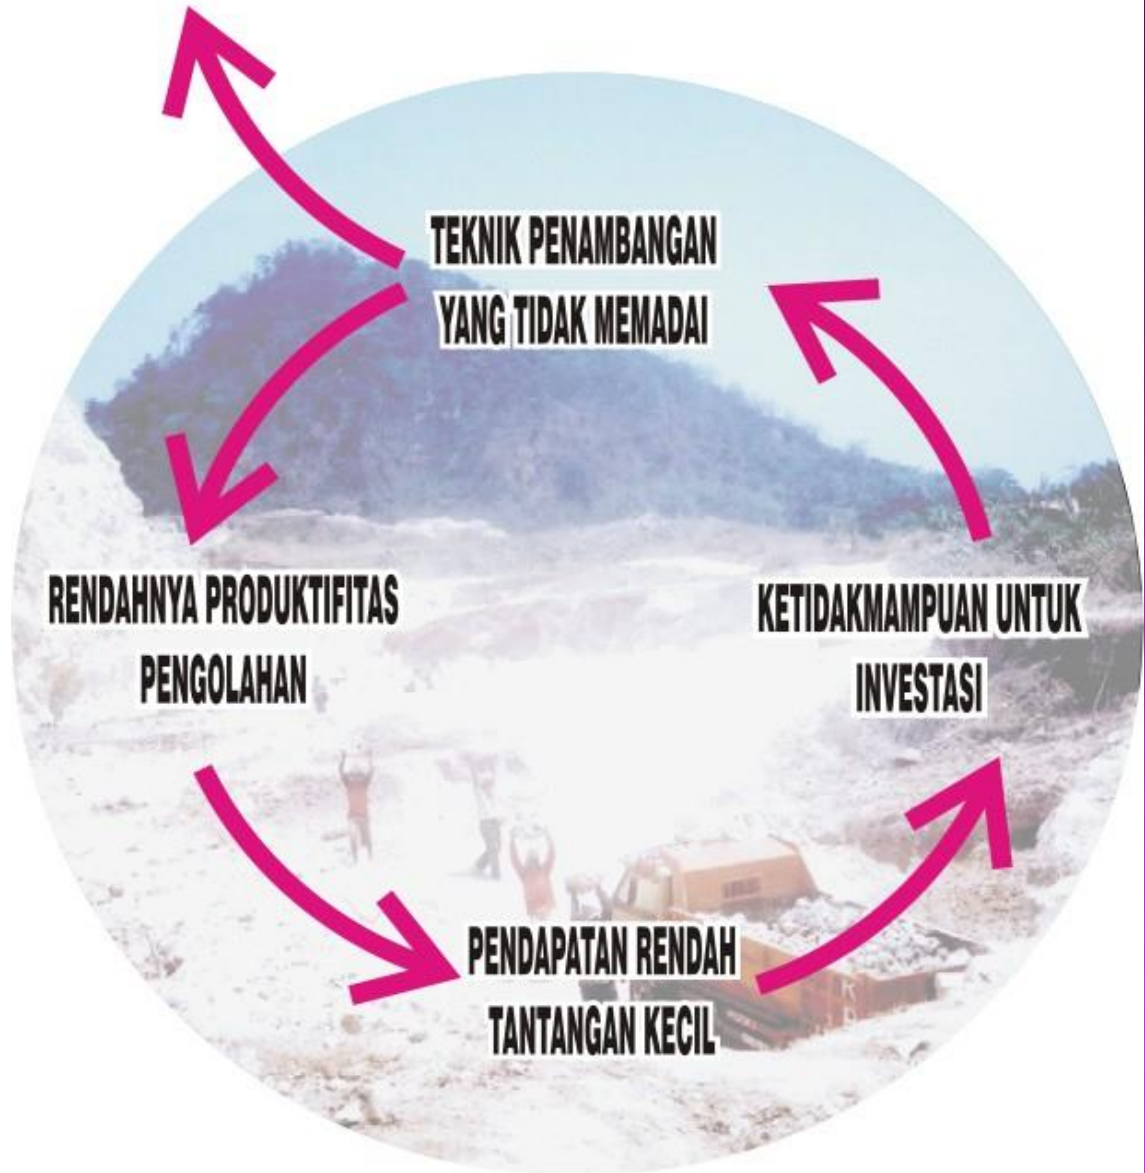 TEKNIK PENAMBANGAN
YANG TIDAK MEMADAI
RENDAHNYA PRODUKTIFITAS
PENGOLAHAN
KETIDAKMAMPUAN UNTUK
INVESTASI
PENDAPATAN RENDAH
TANTANGAN KECIL